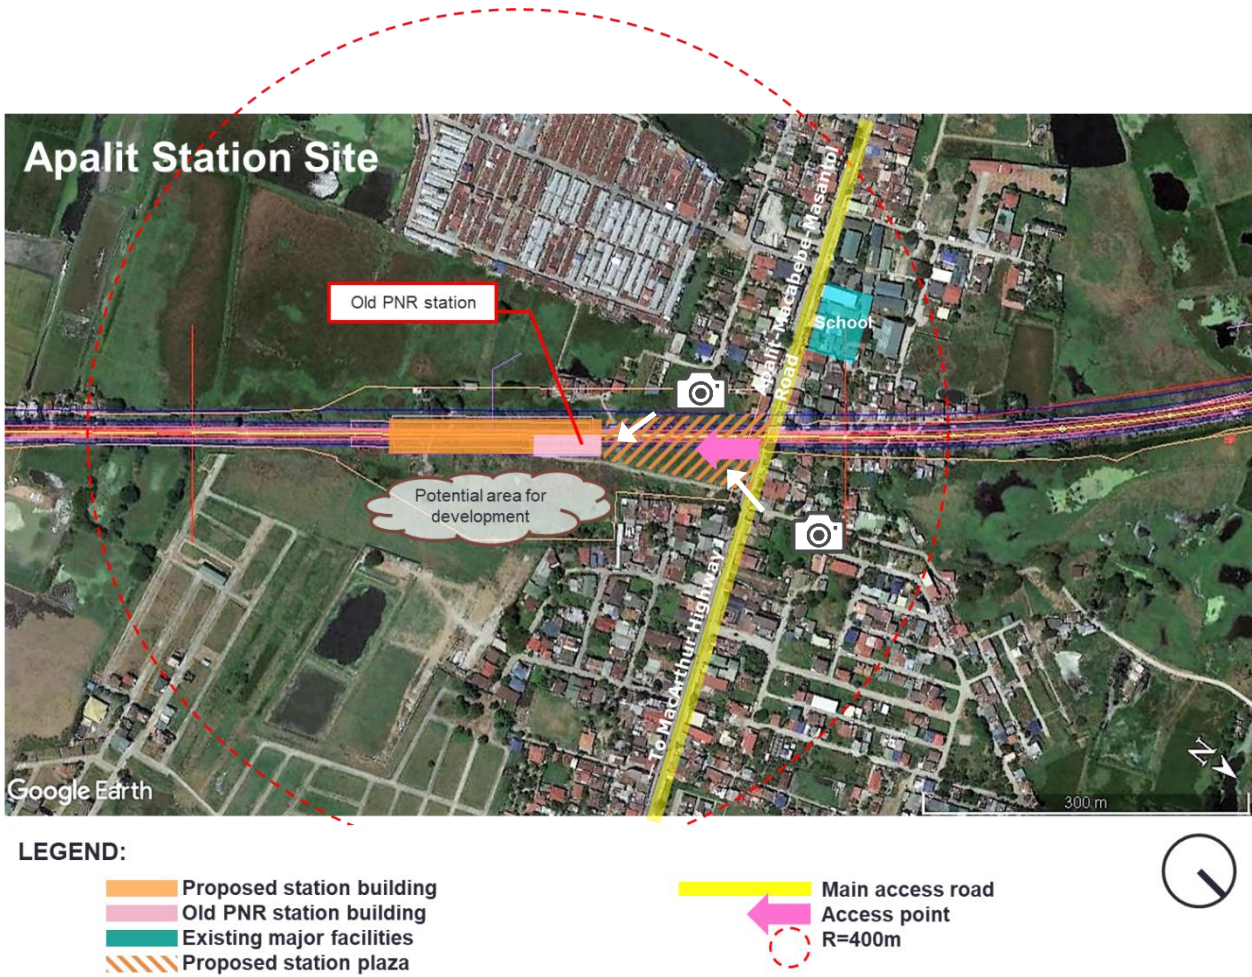 Apalit Station Site
Old PNR station
Apalit-Macabebe-Masantol
Road
School
Potential area for
development
To MacArthur Highway
N
Google Earth
300 m
LEGEND:
Proposed station building
Old PNR station building
Existing major facilities
Proposed station plaza
Main access road
Access point
R=400m